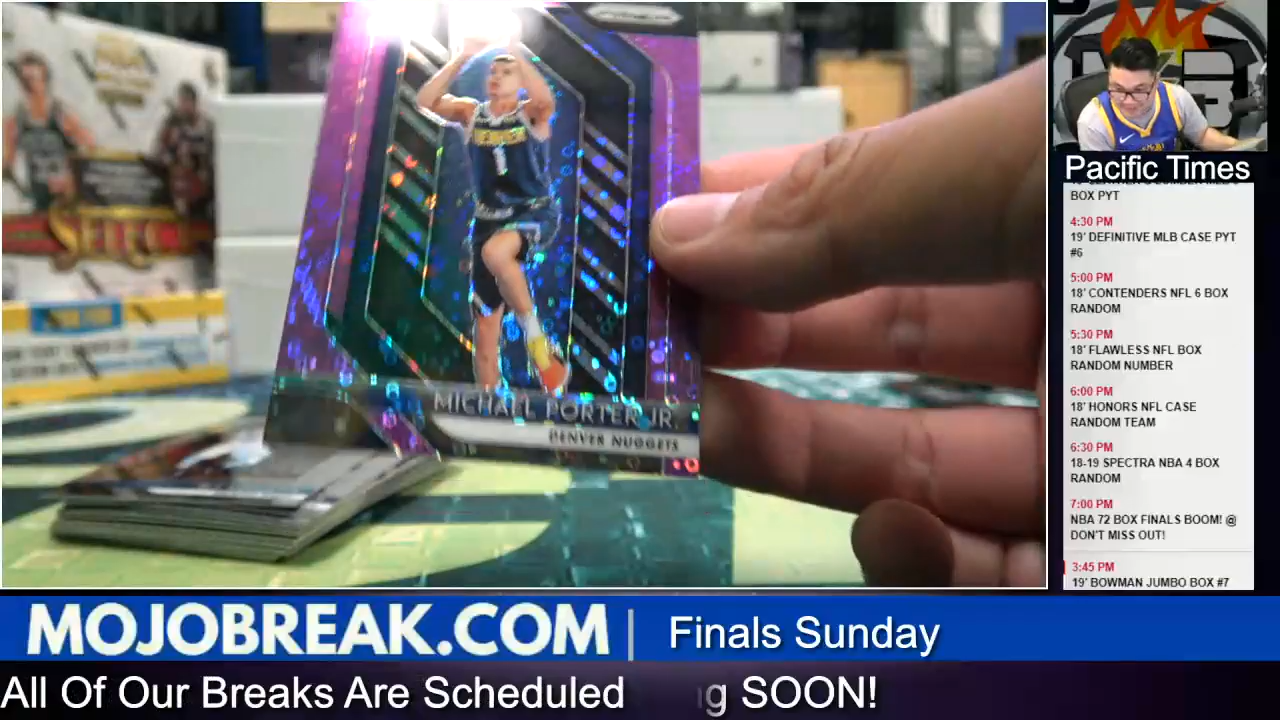 PRIZM
DENVER
1
MICHAEL PORTER JR.
DENVER NUGGETS
SELECT
Pacific Times
BOX PYT
4:30 PM
19' DEFINITIVE MLB CASE PYT
#6
5:00 PM
18' CONTENDERS NFL 6 BOX
RANDOM
5:30 PM
18' FLAWLESS NFL BOX
RANDOM NUMBER
6:00 PM
18' HONORS NFL CASE
RANDOM TEAM
6:30 PM
18-19 SPECTRA NBA 4 BOX
RANDOM
7:00 PM
NBA 72 BOX FINALS BOOM! @
DON'T MISS OUT!
3:45 PM
19' BOWMAN JUMBO BOX #7
MOJOBREAK.COM | Finals Sunday
All Of Our Breaks Are Scheduled g SOON!